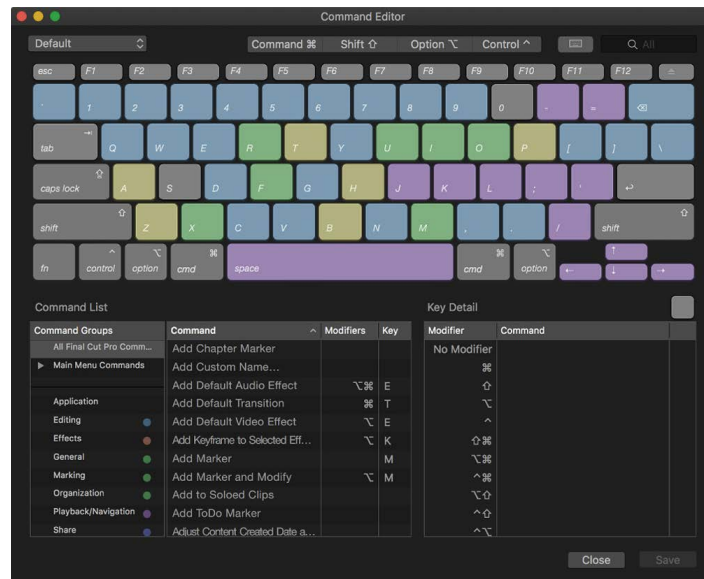 Command Editor
Default Command ⌘ Shift ⇧ Option ⌥ Control ^ All
esc F1 F2 F3 F4 F5 F6 F7 F8 F9 F10 F11 F12
` 1 2 3 4 5 6 7 8 9 0 - =
tab Q W E R T Y U I O P [ ] \
caps lock A S D F G H J K L ; '
shift Z X C V B N M , . / shift
fn control option cmd space cmd option
Command List Key Detail
Command Groups Command Modifiers Key Modifier Command
All Final Cut Pro Comm... Add Chapter Marker No Modifier
Main Menu Commands Add Custom Name... ⌘
Add Default Audio Effect ⌥⌘ E ⇧
Application Add Default Transition ⌘ T ⌥
Editing Add Default Video Effect ⌥ E ^
Effects Add Keyframe to Selected Eff... ⌥ K ⇧⌘
General Add Marker M ⌥⌘
Marking Add Marker and Modify ⌥ M ^⌘
Organization Add to Soloed Clips ⌥⇧
Playback/Navigation Add ToDo Marker ^⇧
Share Adjust Content Created Date a... ^⌥
Close Save